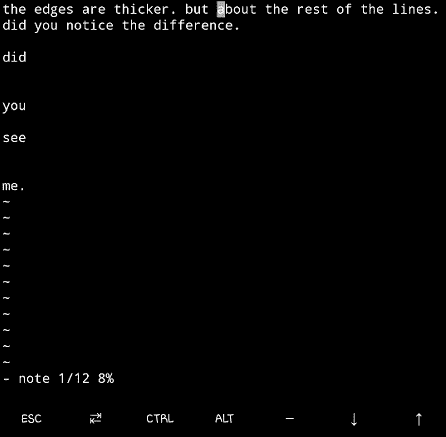 the edges are thicker. but about the rest of the lines.
did you notice the difference.
did
you
see
me.
~
~
~
~
~
~
~
~
~
~
~
- note 1/12 8%
ESC ⇄ CTRL ALT — ↓ ↑